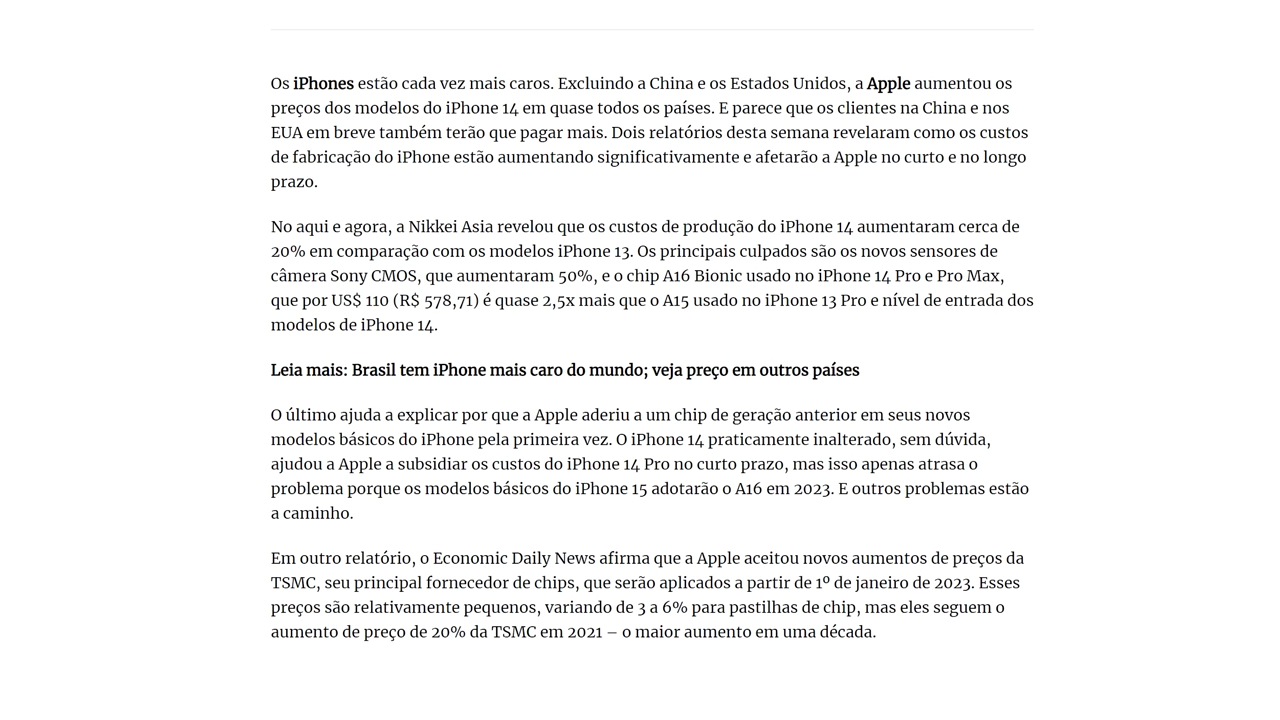 Os iPhones estão cada vez mais caros. Excluindo a China e os Estados Unidos, a Apple aumentou os
preços dos modelos do iPhone 14 em quase todos os países. E parece que os clientes na China e nos
EUA em breve também terão que pagar mais. Dois relatórios desta semana revelaram como os custos
de fabricação do iPhone estão aumentando significativamente e afetarão a Apple no curto e no longo
prazo.
No aqui e agora, a Nikkei Asia revelou que os custos de produção do iPhone 14 aumentaram cerca de
20% em comparação com os modelos iPhone 13. Os principais culpados são os novos sensores de
câmera Sony CMOS, que aumentaram 50%, e o chip A16 Bionic usado no iPhone 14 Pro e Pro Max,
que por US$ 110 (R$ 578,71) é quase 2,5x mais que o A15 usado no iPhone 13 Pro e nível de entrada dos
modelos de iPhone 14.
Leia mais: Brasil tem iPhone mais caro do mundo; veja preço em outros países
O último ajuda a explicar por que a Apple aderiu a um chip de geração anterior em seus novos
modelos básicos do iPhone pela primeira vez. O iPhone 14 praticamente inalterado, sem dúvida,
ajudou a Apple a subsidiar os custos do iPhone 14 Pro no curto prazo, mas isso apenas atrasa o
problema porque os modelos básicos do iPhone 15 adotarão o A16 em 2023. E outros problemas estão
a caminho.
Em outro relatório, o Economic Daily News afirma que a Apple aceitou novos aumentos de preços da
TSMC, seu principal fornecedor de chips, que serão aplicados a partir de 1º de janeiro de 2023. Esses
preços são relativamente pequenos, variando de 3 a 6% para pastilhas de chip, mas eles seguem o
aumento de preço de 20% da TSMC em 2021 – o maior aumento em uma década.